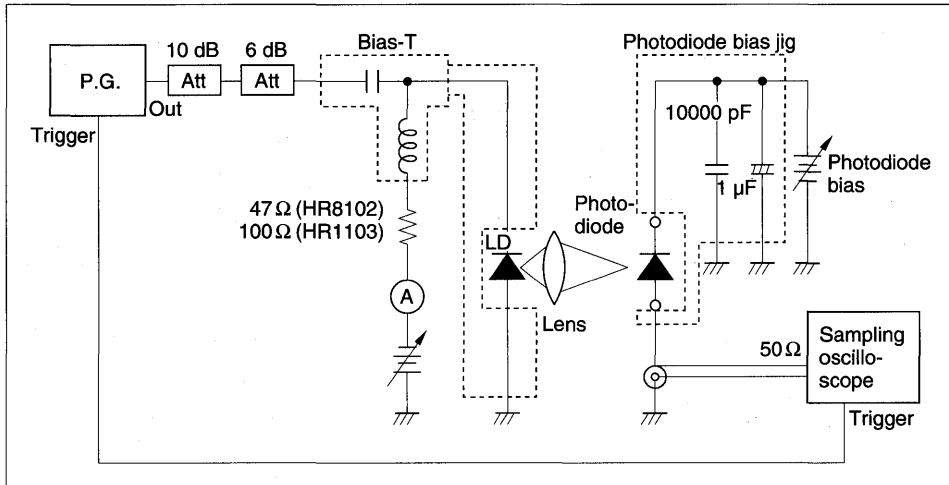 10 dB
6 dB
Bias-T
Photodiode bias jig
P.G.
Att
Att
Out
Trigger
10000 pF
1 µF
Photodiode
bias
47 Ω (HR8102)
100 Ω (HR1103)
Photo-
diode
LD
A
Lens
50 Ω
Sampling
oscillo-
scope
Trigger